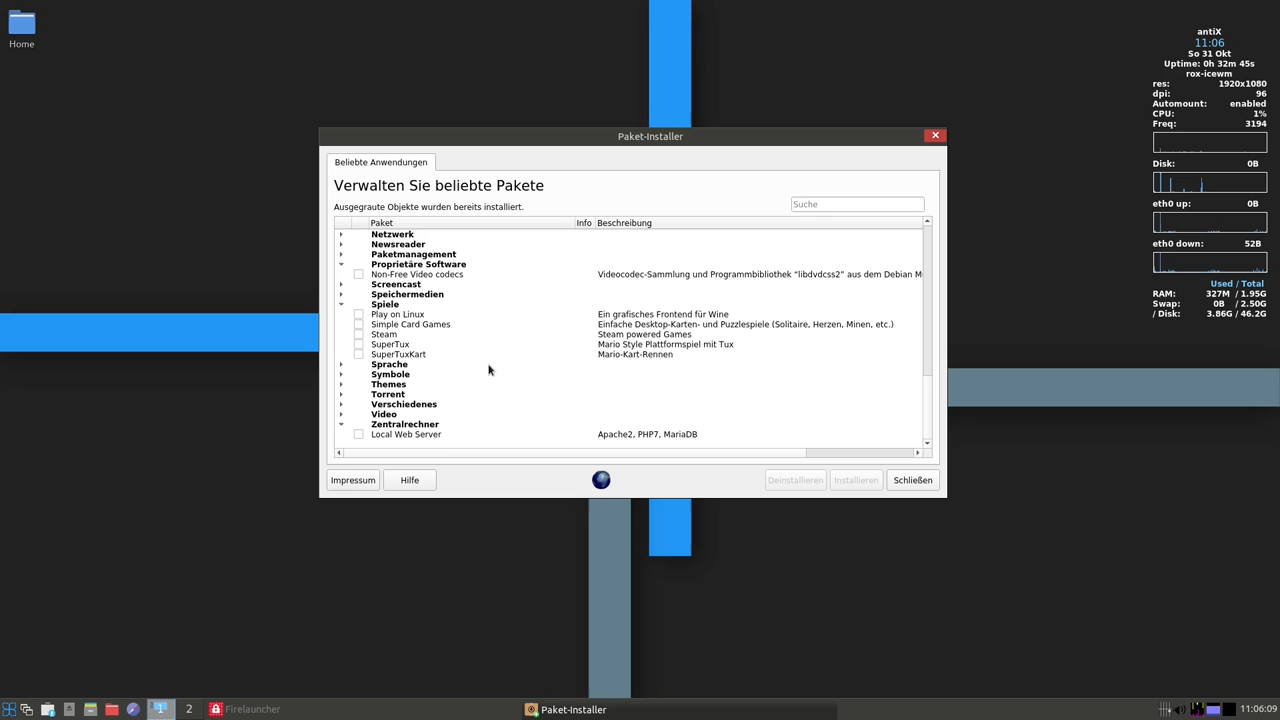 Home
antiX
11:06
So 31 Okt
Uptime: 0h 32m 45s
rox-icewm
res: 1920x1080
dpi: 96
Automount: enabled
CPU: 1%
Freq: 3194
Disk: 0B
eth0 up: 0B
eth0 down: 52B
Used / Total
RAM: 327M / 1.95G
Swap: 0B / 2.50G
/ Disk: 3.86G / 46.2G
Paket-Installer
Beliebte Anwendungen
Verwalten Sie beliebte Pakete
Ausgegraute Objekte wurden bereits installiert.
Suche
Paket Info Beschreibung
Netzwerk
Newsreader
Paketmanagement
Proprietäre Software
Non-Free Video codecs Videocodec-Sammlung und Programmbibliothek "libdvdcss2" aus dem Debian M
Screencast
Speichermedien
Spiele
Play on Linux Ein grafisches Frontend für Wine
Simple Card Games Einfache Desktop-Karten- und Puzzlespiele (Solitaire, Herzen, Minen, etc.)
Steam Steam powered Games
SuperTux Mario Style Plattformspiel mit Tux
SuperTuxKart Mario-Kart-Rennen
Sprache
Symbole
Themes
Torrent
Verschiedenes
Video
Zentralrechner
Local Web Server Apache2, PHP7, MariaDB
Impressum Hilfe Deinstallieren Installieren Schließen
1 2 Firelauncher Paket-Installer 11:06:09